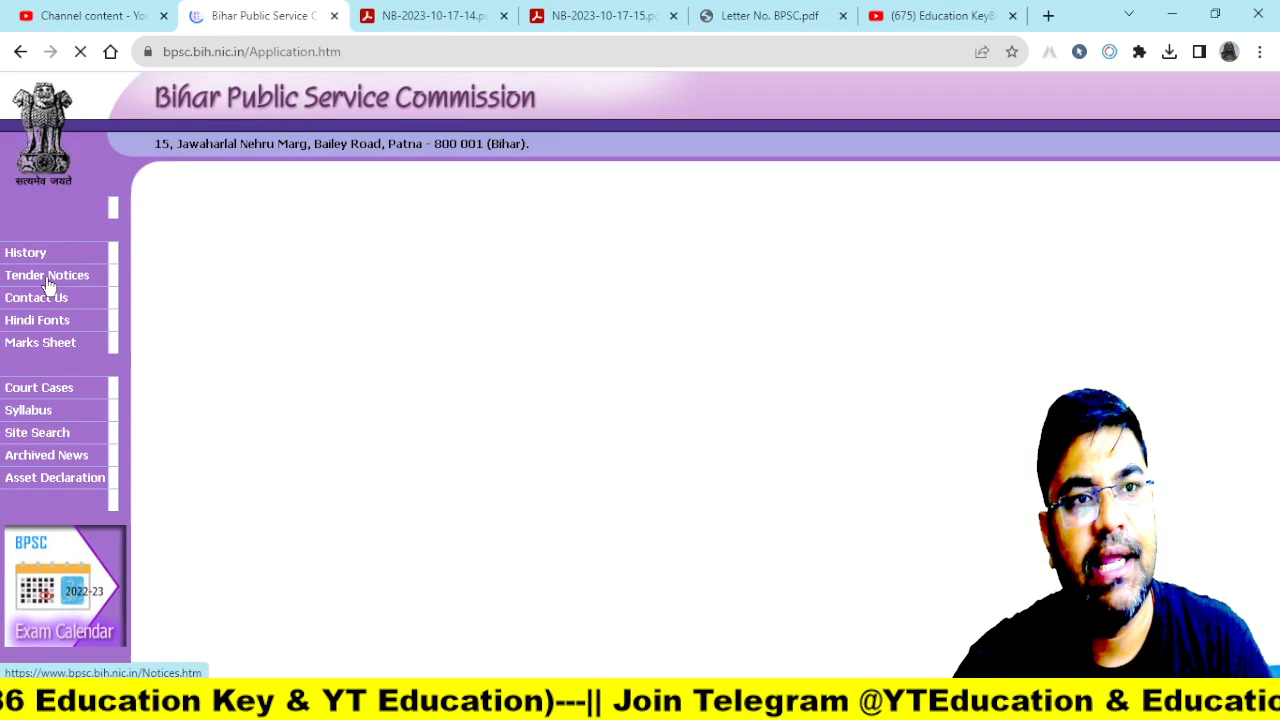 Channel content - You
Bihar Public Service C
NB-2023-10-17-14.p
NB-2023-10-17-15.p
Letter No. BPSC.pdf
(675) Education Key8
bpsc.bih.nic.in/Application.htm
Bihar Public Service Commission
15, Jawaharlal Nehru Marg, Bailey Road, Patna - 800 001 (Bihar).
सत्यमेव जयते
History
Tender Notices
Contact Us
Hindi Fonts
Marks Sheet
Court Cases
Syllabus
Site Search
Archived News
Asset Declaration
BPSC
2022-23
Exam Calendar
https://www.bpsc.bih.nic.in/Notices.htm
36 Education Key & YT Education)---|| Join Telegram @YTEducation & Educatio